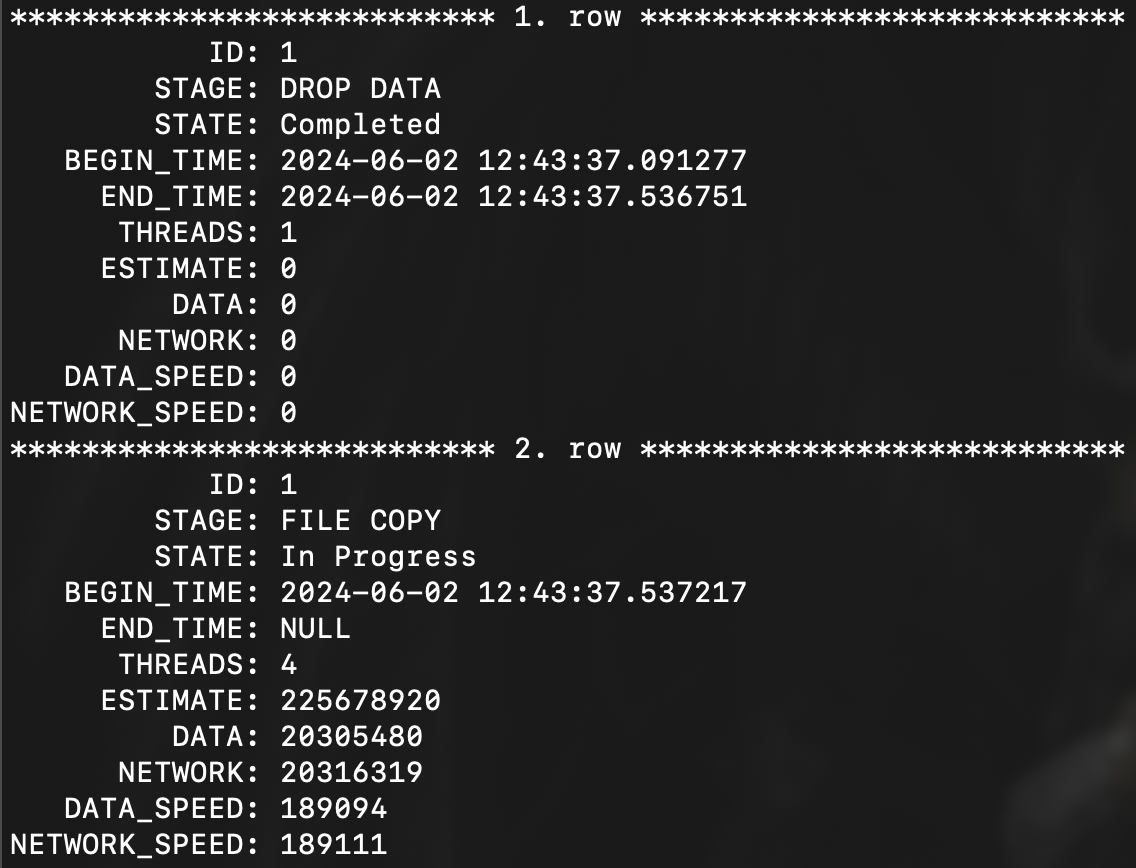 *************************** 1. row ***************************
ID: 1
STAGE: DROP DATA
STATE: Completed
BEGIN_TIME: 2024-06-02 12:43:37.091277
END_TIME: 2024-06-02 12:43:37.536751
THREADS: 1
ESTIMATE: 0
DATA: 0
NETWORK: 0
DATA_SPEED: 0
NETWORK_SPEED: 0
*************************** 2. row ***************************
ID: 1
STAGE: FILE COPY
STATE: In Progress
BEGIN_TIME: 2024-06-02 12:43:37.537217
END_TIME: NULL
THREADS: 4
ESTIMATE: 225678920
DATA: 20305480
NETWORK: 20316319
DATA_SPEED: 189094
NETWORK_SPEED: 189111